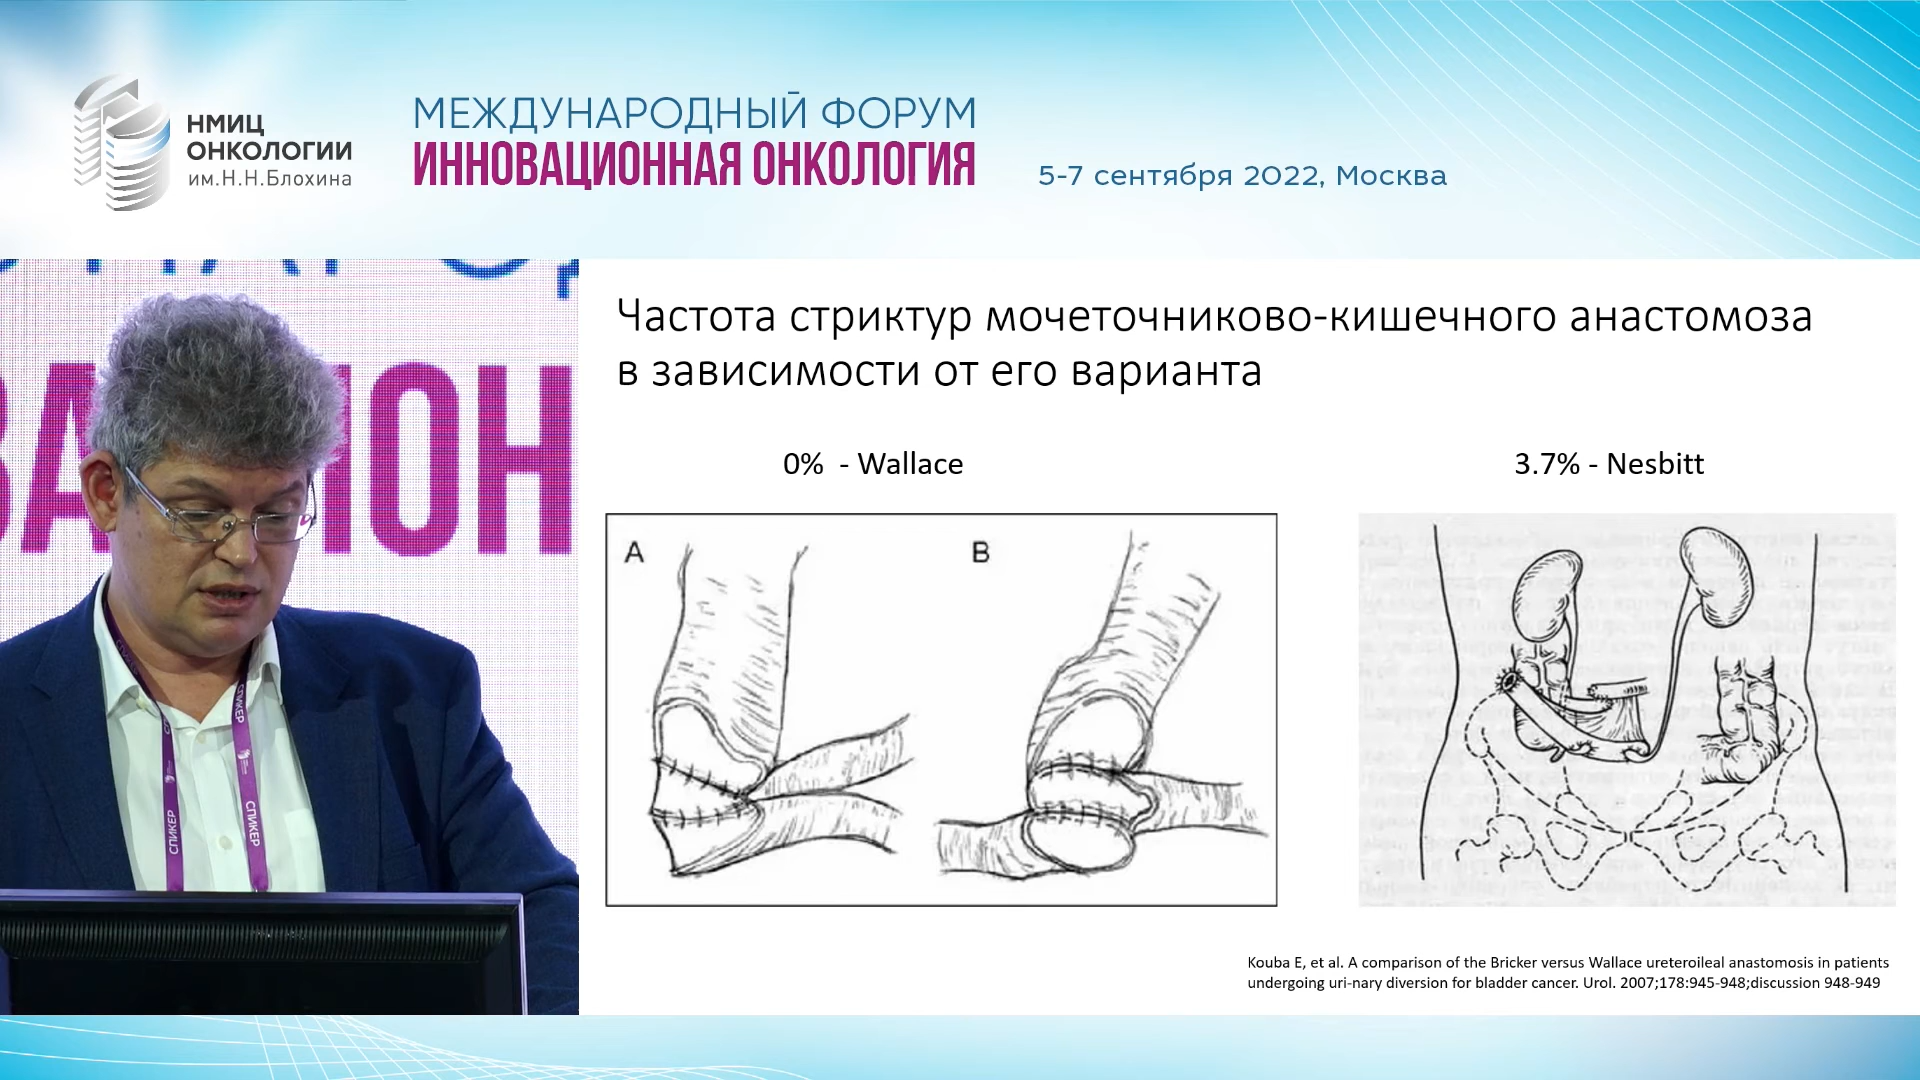 НМИЦ
ОНКОЛОГИИ
им.Н.Н.Блохина
МЕЖДУНАРОДНЫЙ ФОРУМ
ИННОВАЦИОННАЯ ОНКОЛОГИЯ
5-7 сентября 2022, Москва
Частота стриктур мочеточниково-кишечного анастомоза
в зависимости от его варианта
0% - Wallace
3.7% - Nesbitt
A
B
СПИКЕР
СПИКЕР
СПИКЕР
Kouba E, et al. A comparison of the Bricker versus Wallace ureteroileal anastomosis in patients
undergoing uri-nary diversion for bladder cancer. Urol. 2007;178:945-948;discussion 948-949